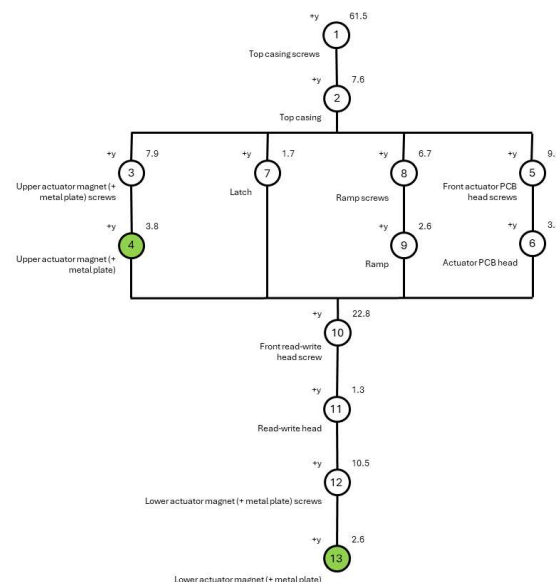 +y 61.5
1
Top casing screws
+y 7.6
2
Top casing
+y 7.9
3
Upper actuator magnet (+
metal plate) screws
+y 1.7
7
Latch
+y 6.7
8
Ramp screws
+y 9.
5
Front actuator PCB
head screws
+y 3.8
4
Upper actuator magnet (+
metal plate)
+y 2.6
9
Ramp
+y 3.
6
Actuator PCB head
+y 22.8
10
Front read-write
head screw
+y 1.3
11
Read-write head
+y 10.5
12
Lower actuator magnet (+ metal plate) screws
+y 2.6
13
Lower actuator magnet (+ metal plate)